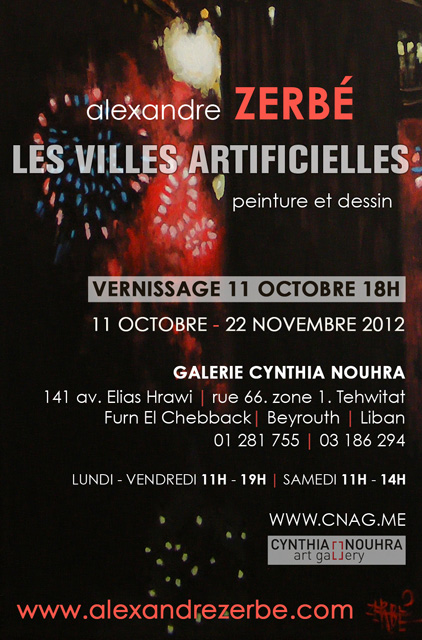 alexandre ZERBÉ
LES VILLES ARTIFICIELLES
peinture et dessin
VERNISSAGE 11 OCTOBRE 18H
11 OCTOBRE - 22 NOVEMBRE 2012
GALERIE CYNTHIA NOUHRA
141 av. Elias Hrawi | rue 66. zone 1. Tehwitat
Furn El Chebback| Beyrouth | Liban
01 281 755 | 03 186 294
LUNDI - VENDREDI 11H - 19H | SAMEDI 11H - 14H
WWW.CNAG.ME
CYNTHIA NOUHRA
art gallery
www.alexandrezerbe.com
ERBÉ